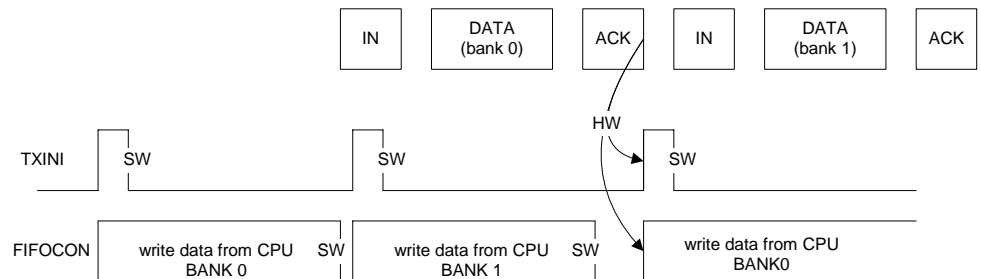 IN DATA ACK IN DATA ACK
(bank 0) (bank 1)
HW
TXINI SW SW SW
FIFOCON write data from CPU SW write data from CPU SW write data from CPU
BANK 0 BANK 1 BANK0